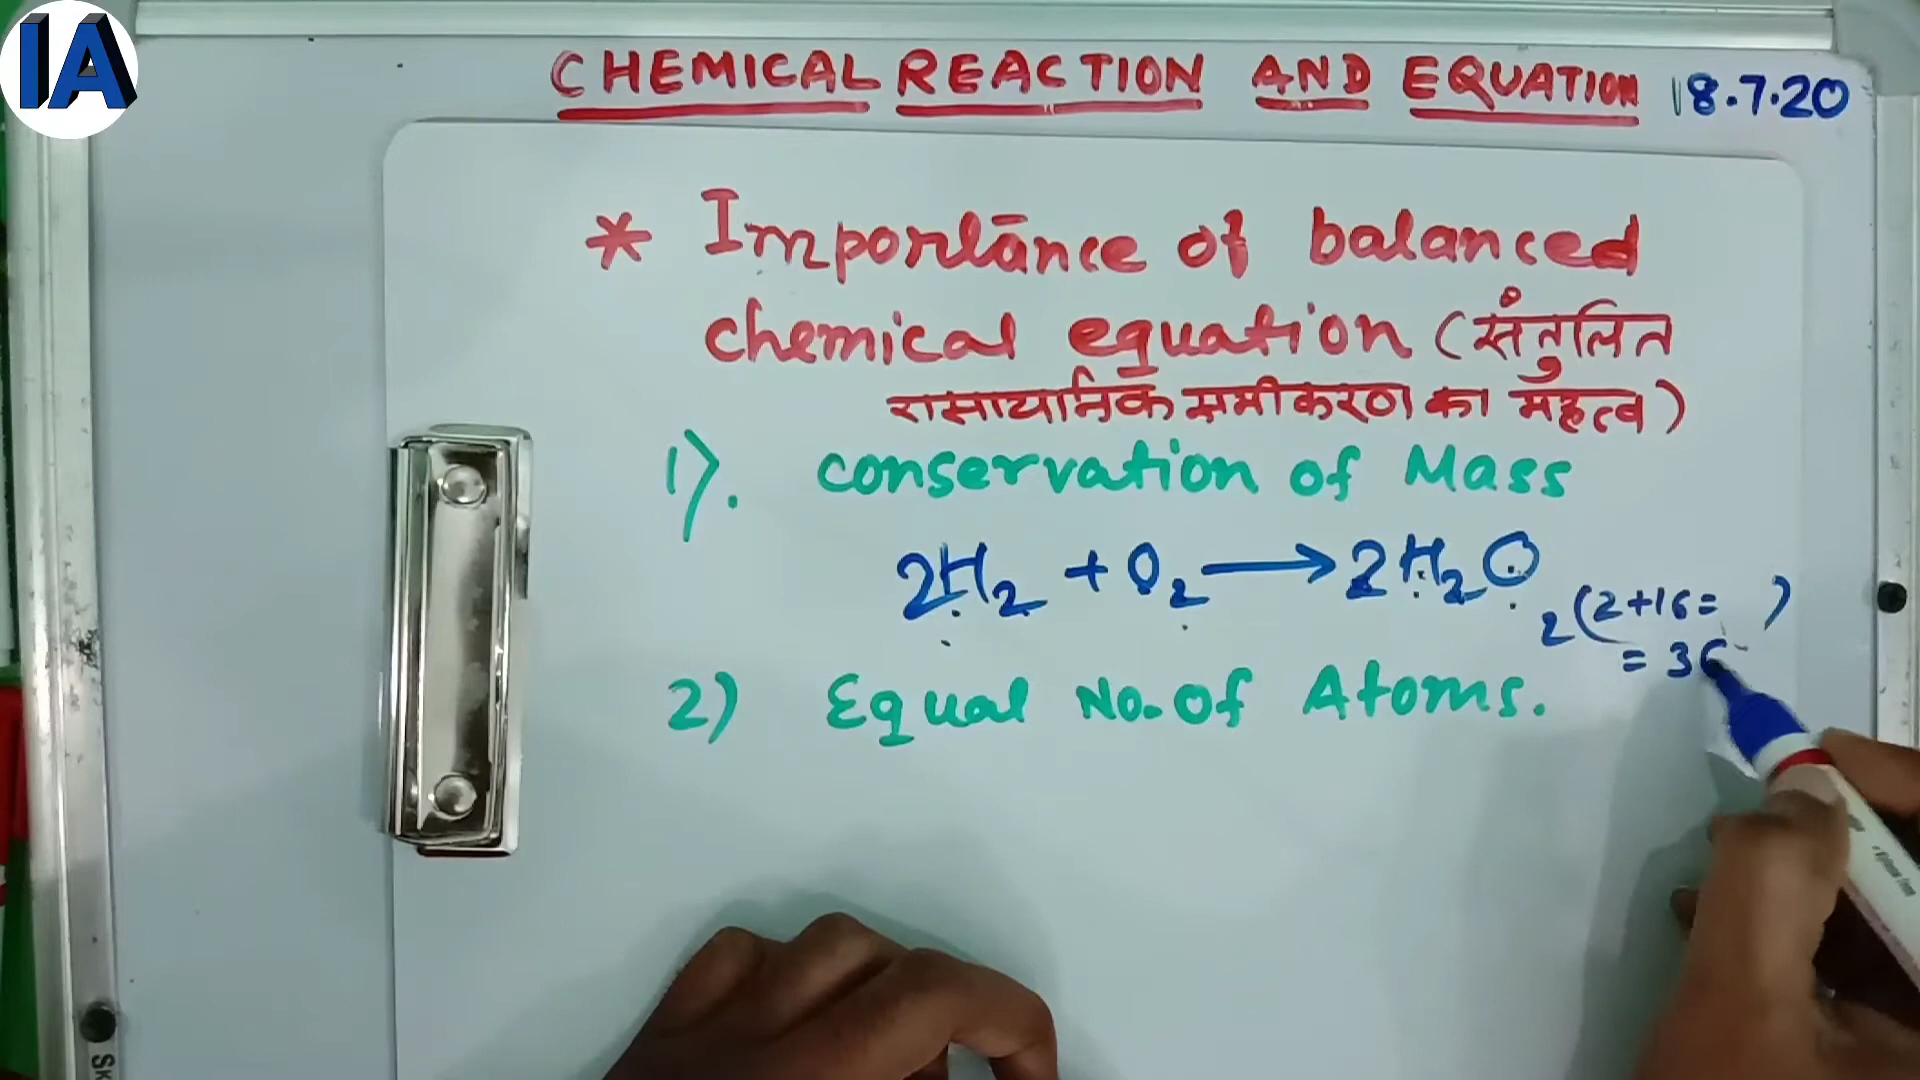 IA
CHEMICAL REACTION AND EQUATION 18.7.20
* Importance of balanced
chemical equation (संतुलित
रासायनिक समीकरण का महत्व)
1). Conservation of Mass
2H₂ + O₂ → 2H₂O
2(2+16= )
= 36
2) Equal No. Of Atoms.